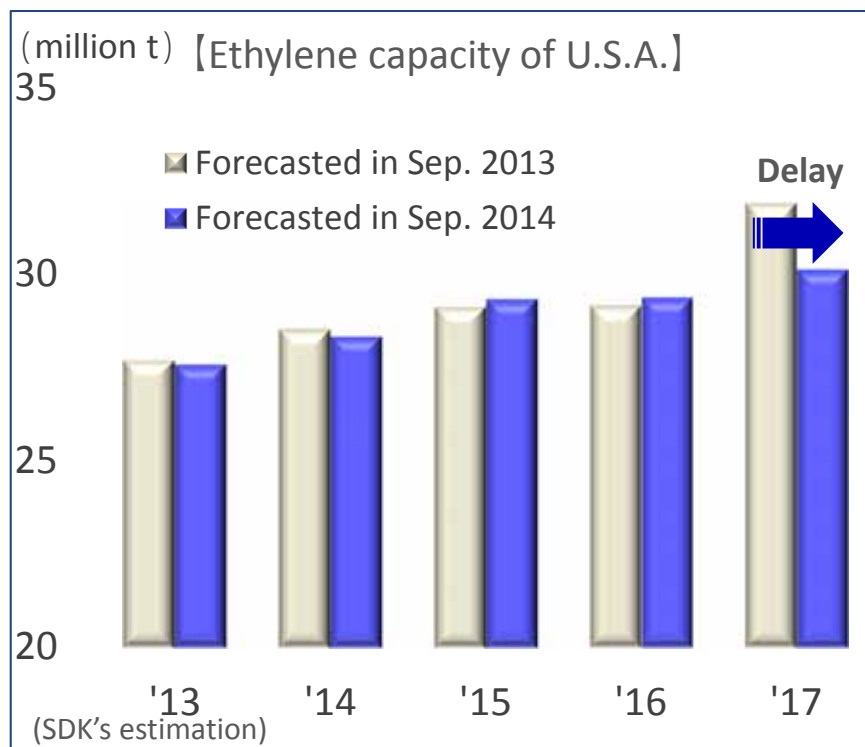 (million t) 【Ethylene capacity of U.S.A.】
35
Forecasted in Sep. 2013
Delay
Forecasted in Sep. 2014
30
25
20
'13 '14 '15 '16 '17
(SDK's estimation)